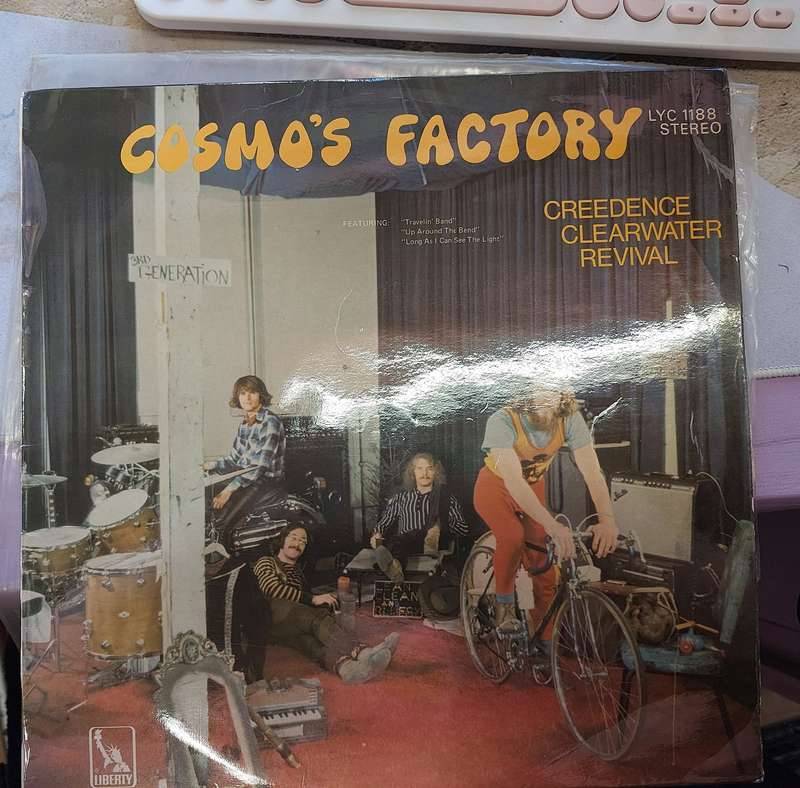 COSMO'S FACTORY
LYC 1188
STEREO
FEATURING: "Travelin' Band"
"Up Around The Bend"
"Long As I Can See The Light"
CREEDENCE
CLEARWATER
REVIVAL
3RD
GENERATION
LEAN
LIBERTY